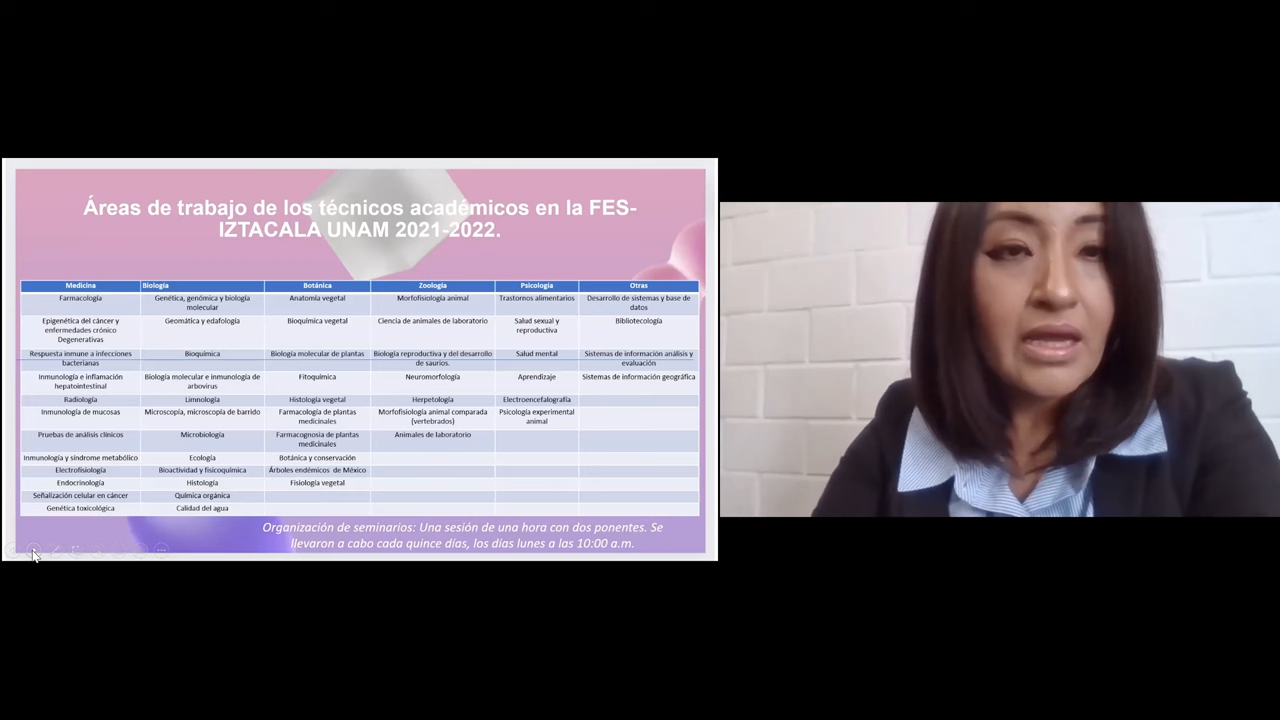 Áreas de trabajo de los técnicos académicos en la FES-
IZTACALA UNAM 2021-2022.
Medicina Biología Botánica Zoología Psicología Otras
Farmacología Genética, genómica y biología molecular Anatomía vegetal Morfofisiología animal Trastornos alimentarios Desarrollo de sistemas y base de datos
Epigenética del cáncer y enfermedades crónico Degenerativas Geomática y edafología Bioquímica vegetal Ciencia de animales de laboratorio Salud sexual y reproductiva Bibliotecología
Respuesta inmune a infecciones bacterianas Bioquímica Biología molecular de plantas Biología reproductiva y del desarrollo de saurios. Salud mental Sistemas de información análisis y evaluación
Inmunología e inflamación hepatointestinal Biología molecular e inmunología de arbovirus Fitoquímica Neuromorfología Aprendizaje Sistemas de información geográfica
Radiología Limnología Histología vegetal Herpetología Electroencefalografía
Inmunología de mucosas Microscopía, microscopía de barrido Farmacología de plantas medicinales Morfofisiología animal comparada (vertebrados) Psicología experimental animal
Pruebas de análisis clínicos Microbiología Farmacognosia de plantas medicinales Animales de laboratorio
Inmunología y síndrome metabólico Ecología Botánica y conservación
Electrofisiología Bioactividad y fisicoquímica Árboles endémicos de México
Endocrinología Histología Fisiología vegetal
Señalización celular en cáncer Química orgánica
Genética toxicológica Calidad del agua
Organización de seminarios: Una sesión de una hora con dos ponentes. Se
llevaron a cabo cada quince días, los días lunes a las 10:00 a.m.